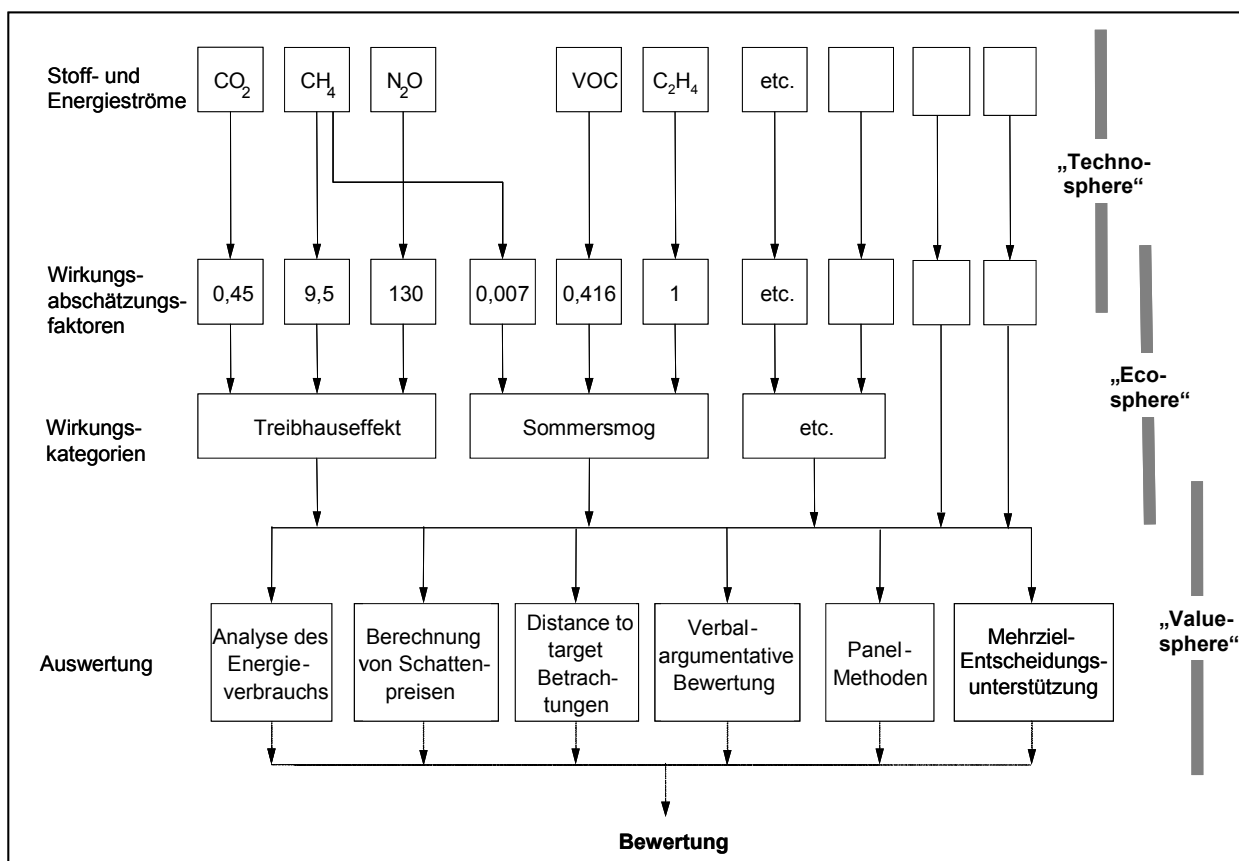 Stoff- und
Energieströme
CO₂
CH₄
N₂O
VOC
C₂H₄
etc.
„Techno-
sphere“
Wirkungs-
abschätzungs-
faktoren
0,45
9,5
130
0,007
0,416
1
etc.
„Eco-
sphere“
Wirkungs-
kategorien
Treibhauseffekt
Sommersmog
etc.
Auswertung
Analyse des
Energie-
verbrauchs
Berechnung
von Schatten-
preisen
Distance to
target
Betrach-
tungen
Verbal-
argumentative
Bewertung
Panel-
Methoden
Mehrziel-
Entscheidungs-
unterstützung
„Value-
sphere“
Bewertung